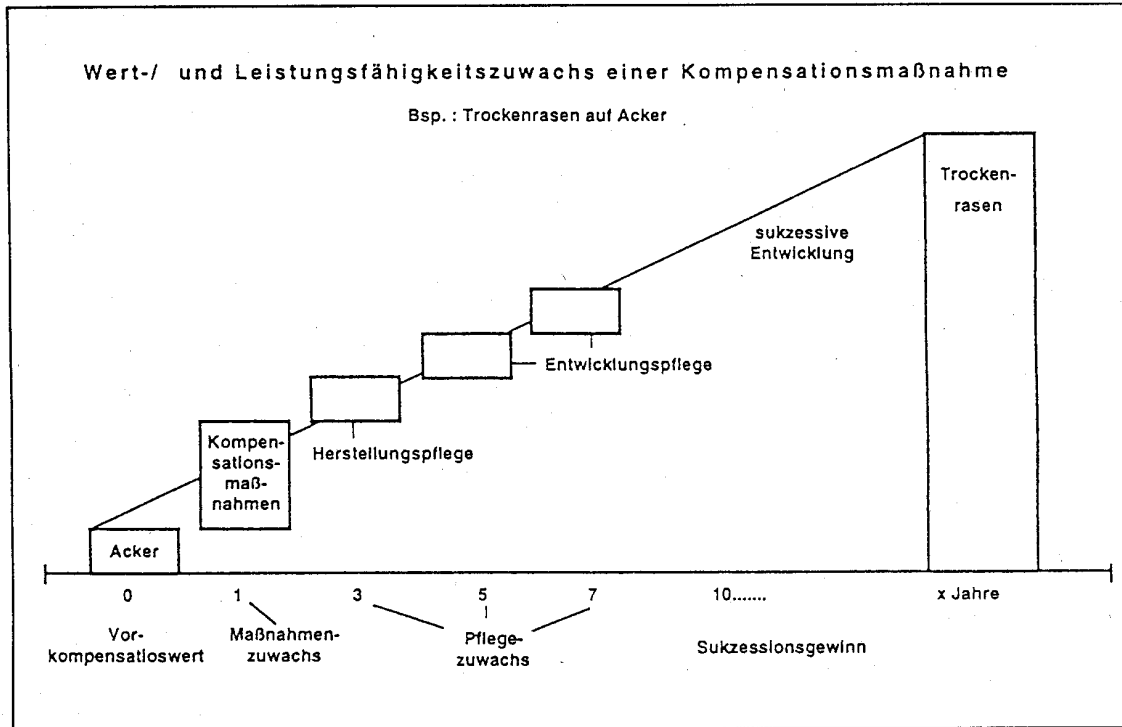 Wert-/ und Leistungsfähigkeitszuwachs einer Kompensationsmaßnahme
Bsp. : Trockenrasen auf Acker
Trocken-
rasen
sukzessive
Entwicklung
Entwicklungspflege
Kompen-
sations-
maß-
nahmen
Herstellungspflege
Acker
0 1 3 5 7 10....... x Jahre
Vor-
kompensatioswert
Maßnahmen-
zuwachs
Pflege-
zuwachs
Sukzessionsgewinn